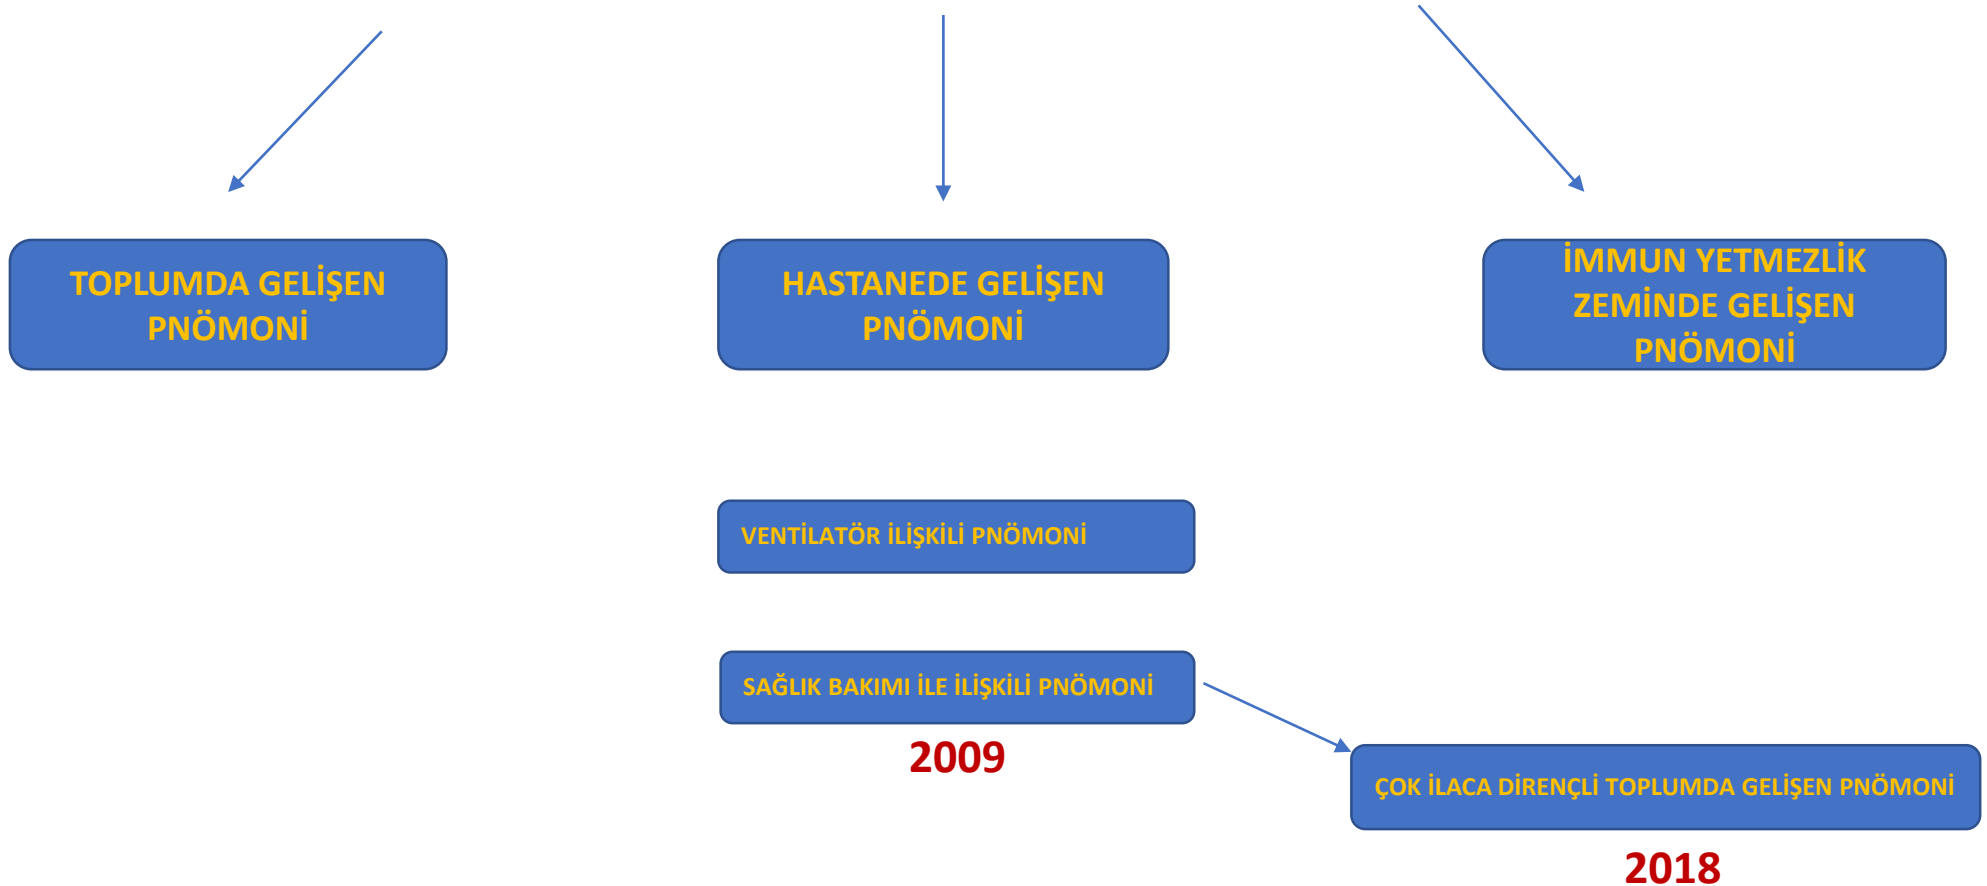 TOPLUMDA GELİŞEN
PNÖMONİ
HASTANEDE GELİŞEN
PNÖMONİ
İMMUN YETMEZLİK
ZEMİNDE GELİŞEN
PNÖMONİ
VENTİLATÖR İLİŞKİLİ PNÖMONİ
SAĞLIK BAKIMI İLE İLİŞKİLİ PNÖMONİ
2009
ÇOK İLACA DİRENÇLİ TOPLUMDA GELİŞEN PNÖMONİ
2018